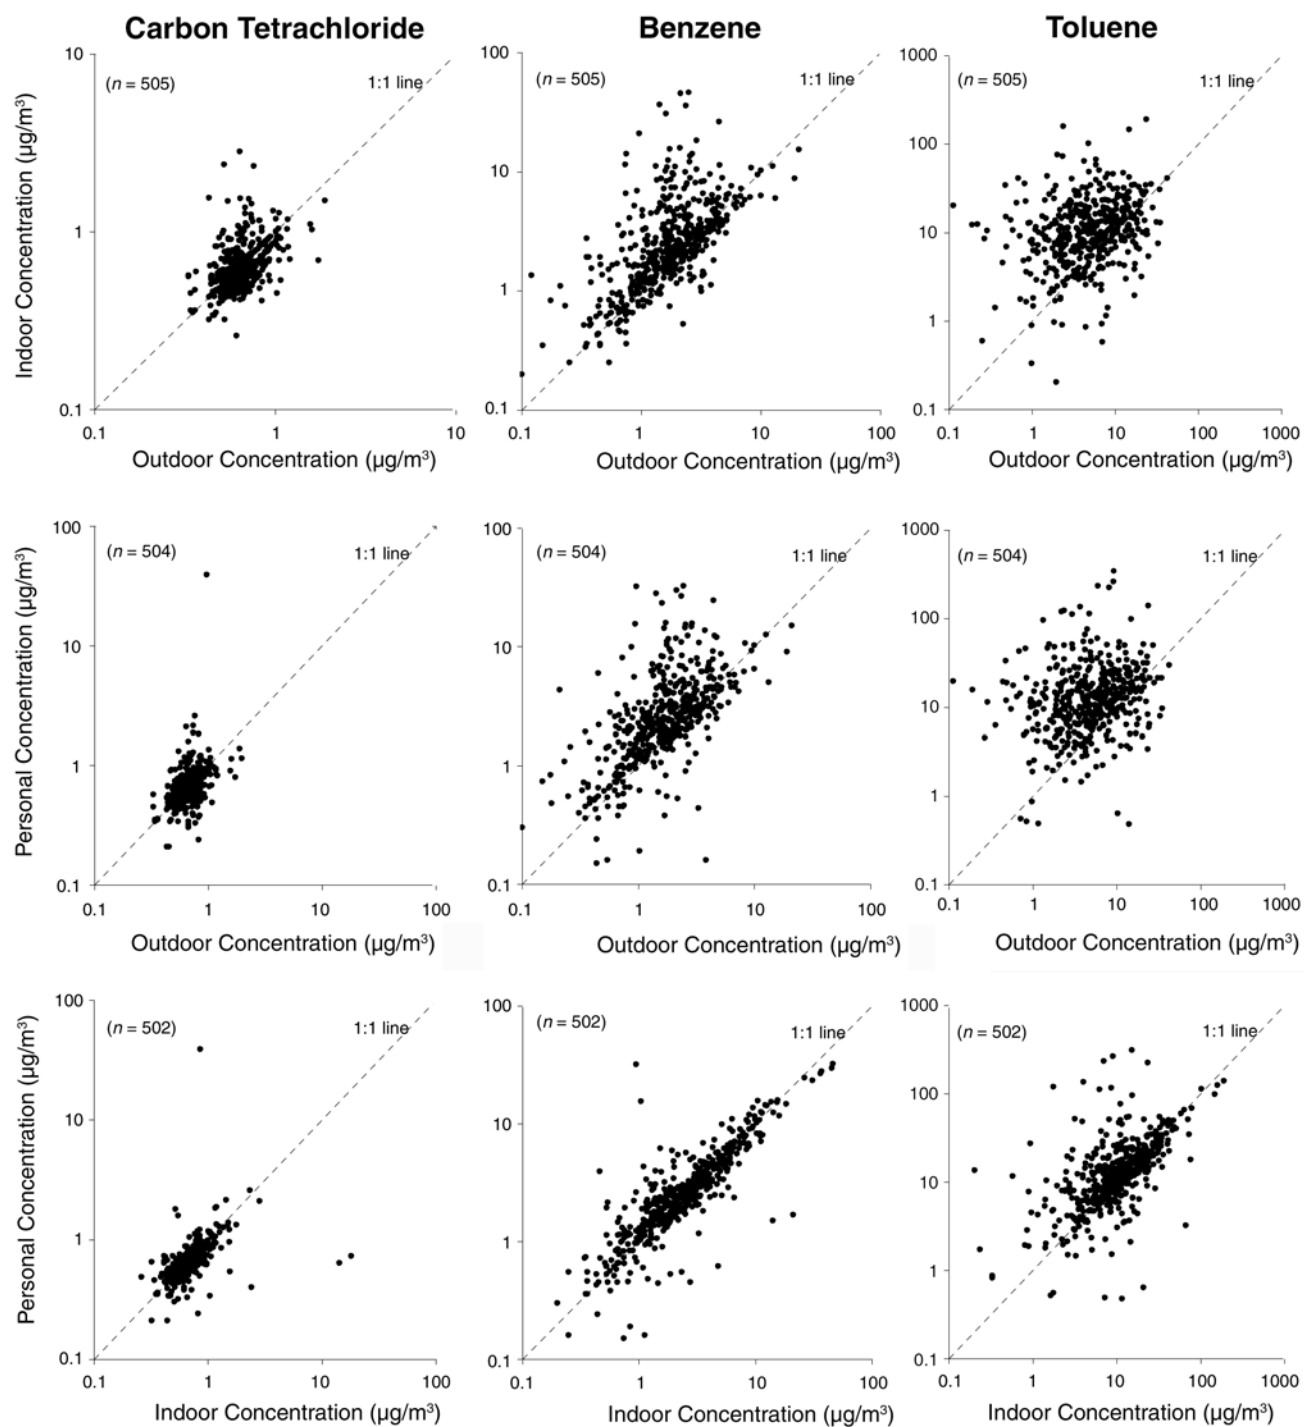 Carbon Tetrachloride Benzene Toluene
10 100 1000
(n = 505) 1:1 line (n = 505) 1:1 line (n = 505) 1:1 line
100
10
Indoor Concentration (µg/m³)
1 10
1
1
0.1 0.1 0.1
0.1 1 10 0.1 1 10 100 0.1 1 10 100 1000
Outdoor Concentration (µg/m³) Outdoor Concentration (µg/m³) Outdoor Concentration (µg/m³)
100 100 1000
(n = 504) 1:1 line (n = 504) 1:1 line (n = 504) 1:1 line
100
10 10
Personal Concentration (µg/m³)
10
1 1
1
0.1 0.1 0.1
0.1 1 10 100 0.1 1 10 100 0.1 1 10 100 1000
Outdoor Concentration (µg/m³) Outdoor Concentration (µg/m³) Outdoor Concentration (µg/m³)
100 100 1000
(n = 502) 1:1 line (n = 502) 1:1 line (n = 502) 1:1 line
100
10 10
Personal Concentration (µg/m³)
10
1 1
1
0.1 0.1 0.1
0.1 1 10 100 0.1 1 10 100 0.1 1 10 100 1000
Indoor Concentration (µg/m³) Indoor Concentration (µg/m³) Indoor Concentration (µg/m³)